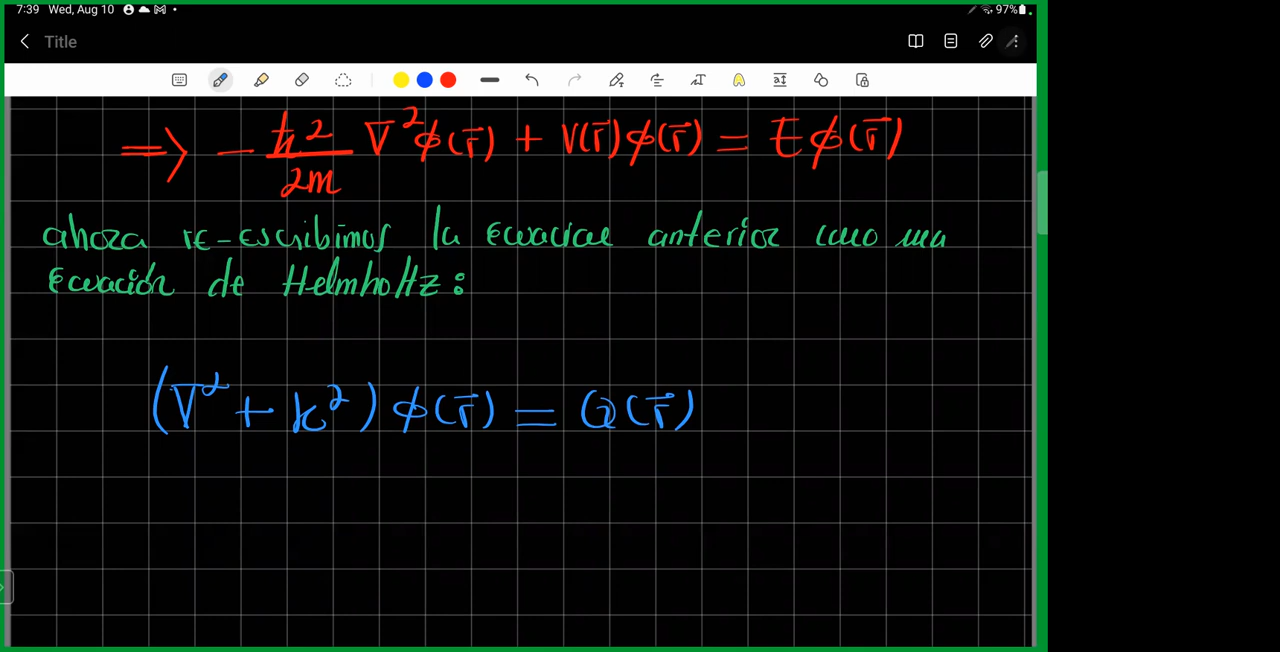 7:39 Wed, Aug 10
97%
Title
=> - ℏ²/2m ∇²φ(r̄) + V(r̄)φ(r̄) = Eφ(r̄)
ahora re-escribimos la ecuación anterior como una
Ecuación de Helmholtz:
(∇² + k²) φ(r̄) = Q(r̄)